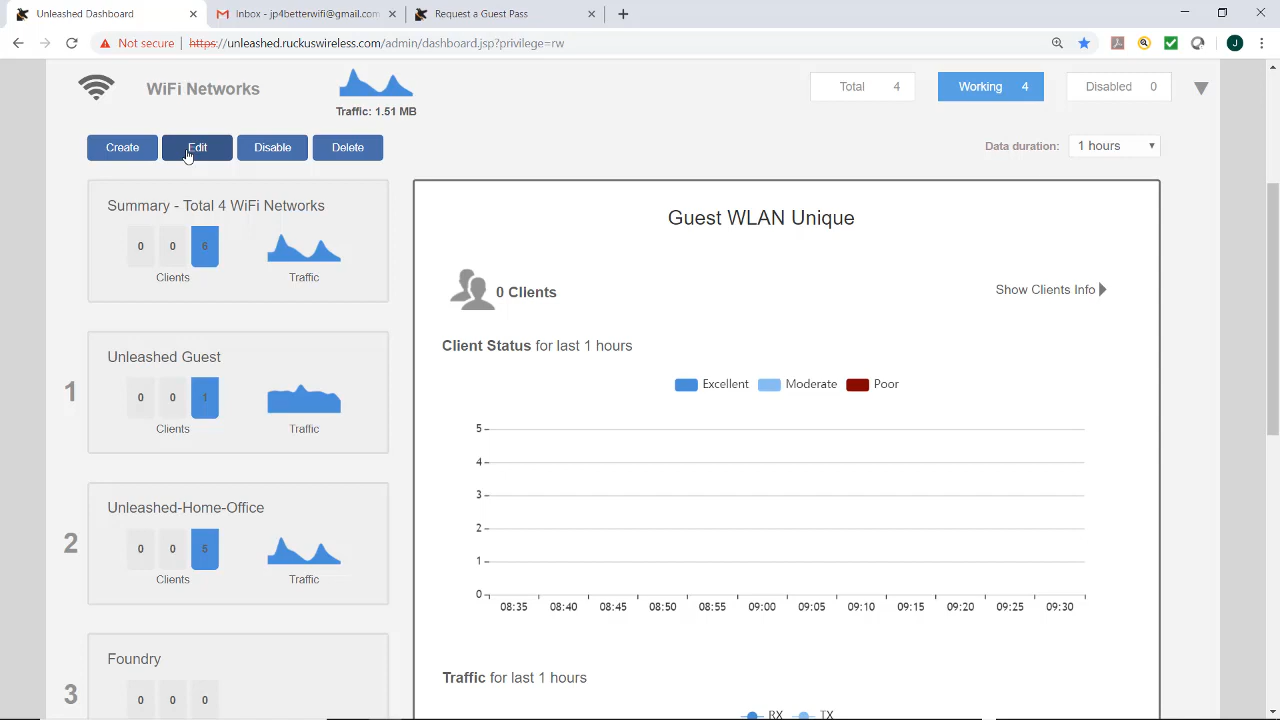 Unleashed Dashboard
Inbox - jp4betterwifi@gmail.com
Request a Guest Pass
Not secure
https://unleashed.ruckuswireless.com/admin/dashboard.jsp?privilege=rw
J
WiFi Networks
Traffic: 1.51 MB
Total 4
Working 4
Disabled 0
Create
Edit
Disable
Delete
Data duration:
1 hours
Summary - Total 4 WiFi Networks
0 0 6
Clients
Traffic
1
Unleashed Guest
0 0 1
Clients
Traffic
2
Unleashed-Home-Office
0 0 5
Clients
Traffic
3
Foundry
0 0 0
Guest WLAN Unique
0 Clients
Show Clients Info
Client Status for last 1 hours
Excellent
Moderate
Poor
5
4
3
2
1
0
08:35 08:40 08:45 08:50 08:55 09:00 09:05 09:10 09:15 09:20 09:25 09:30
Traffic for last 1 hours
RX
TX